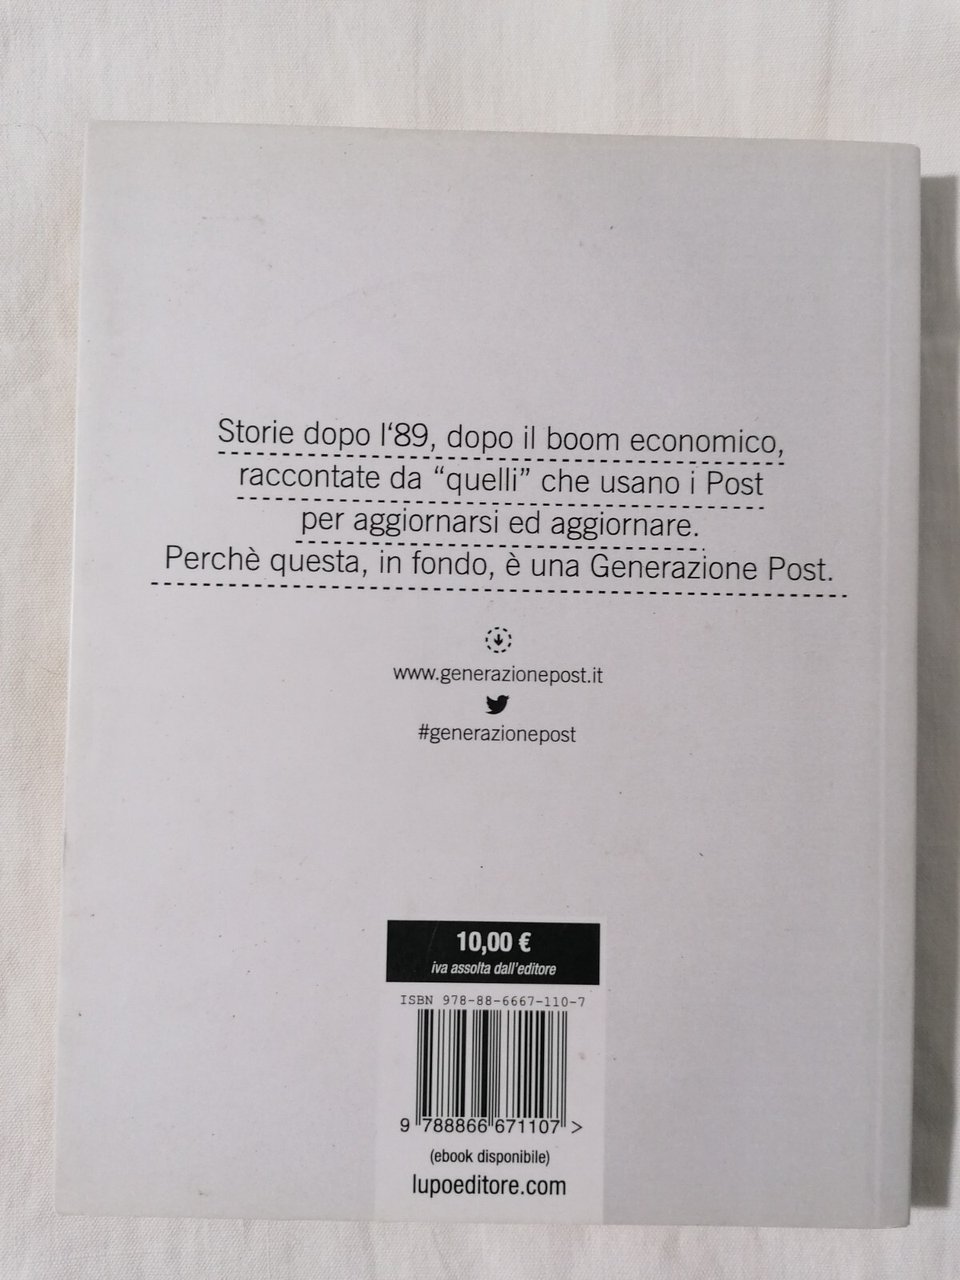 Storie dopo l‘89, dopo il boom economico,
raccontate da “quelli” che usano i Post
per aggiornarsi ed aggiornare.
Perchè questa, in fondo, è una Generazione Post.
www.generazionepost.it
#generazionepost
10,00 €
iva assolta dall'editore
ISBN 978-88-6667-110-7
9 788866 671107 >
(ebook disponibile)
lupoeditore.com